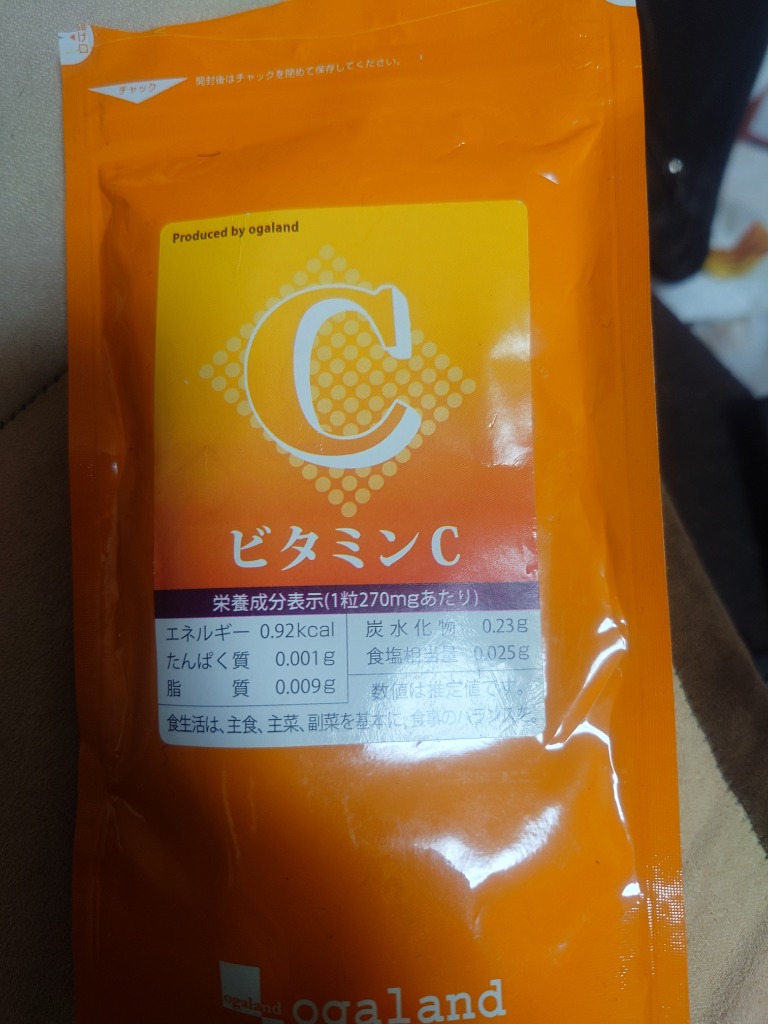 け口
チャック
開封後はチャックを閉めて保存してください。
Produced by ogaland
C
ビタミンC
栄養成分表示(1粒270mgあたり)
エネルギー 0.92kcal
たんぱく質 0.001g
脂質 0.009g
炭水化物 0.23g
食塩相当量 0.025g
数値は推定値です。
食生活は、主食、主菜、副菜を基本に、食事のバランスを。
ogaland
ogaland